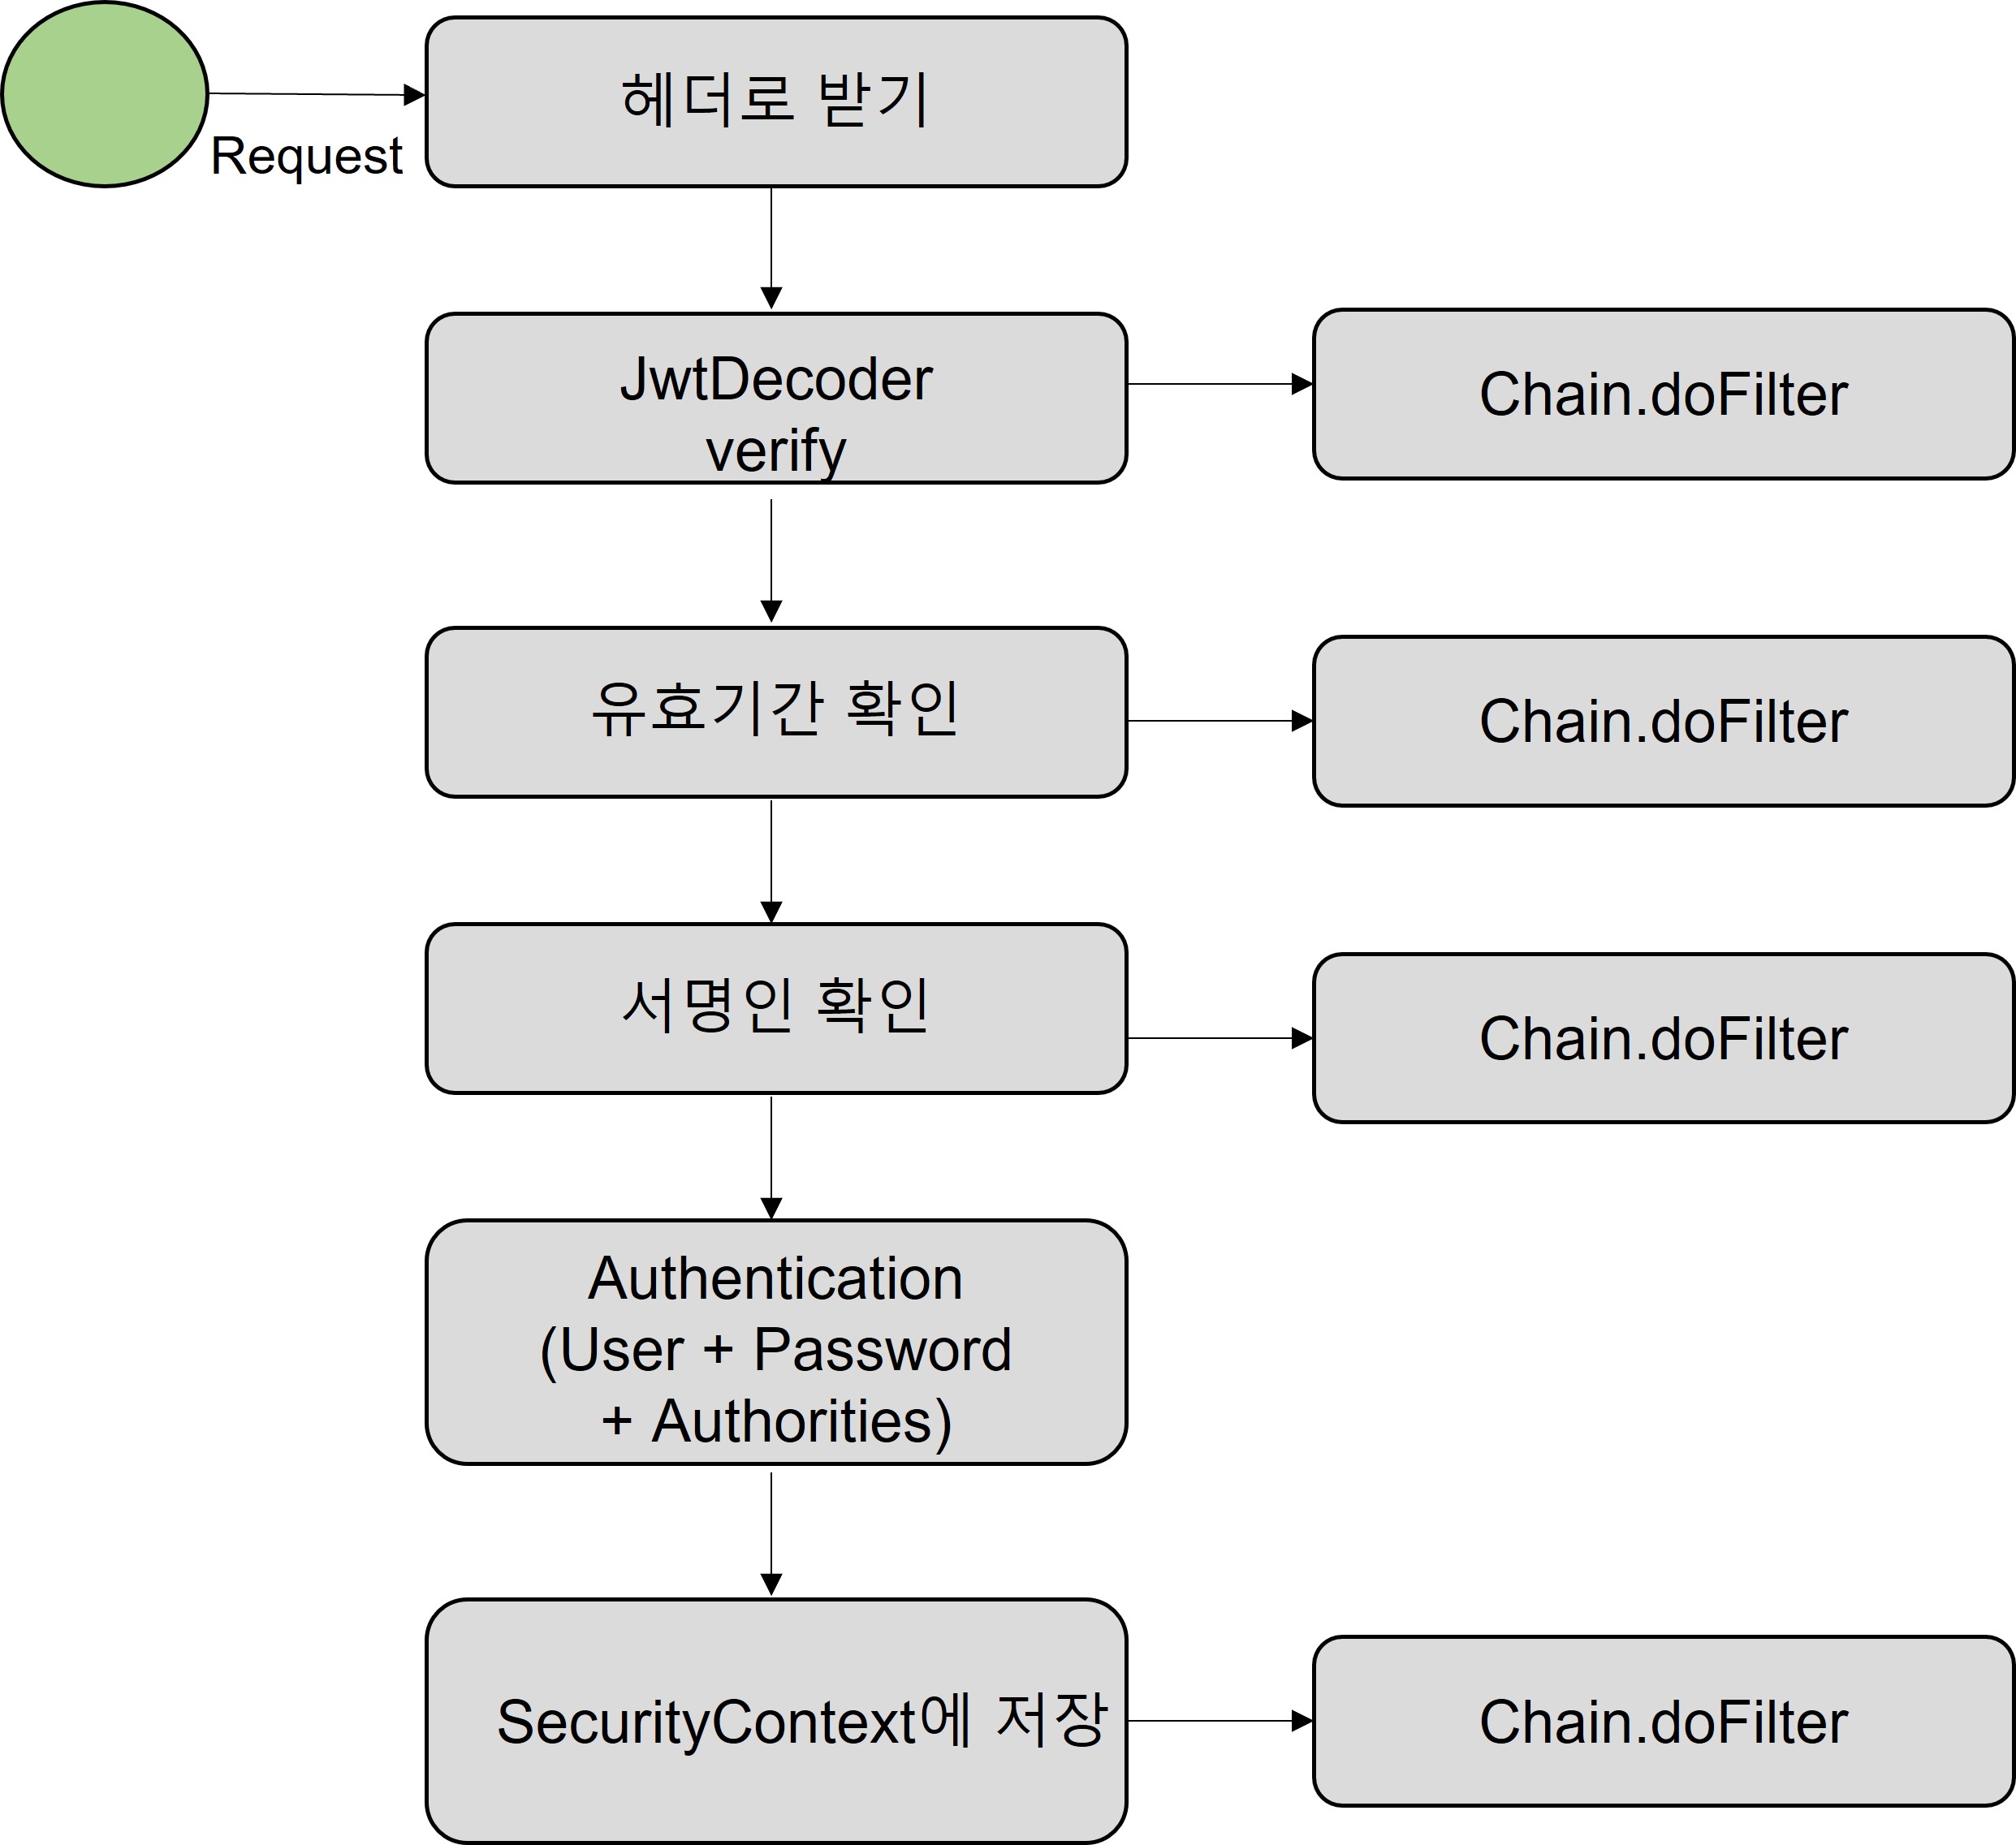 헤더로 받기
Request
JwtDecoder
verify
Chain.doFilter
유효기간 확인
Chain.doFilter
서명인 확인
Chain.doFilter
Authentication
(User + Password
+ Authorities)
SecurityContext에 저장
Chain.doFilter